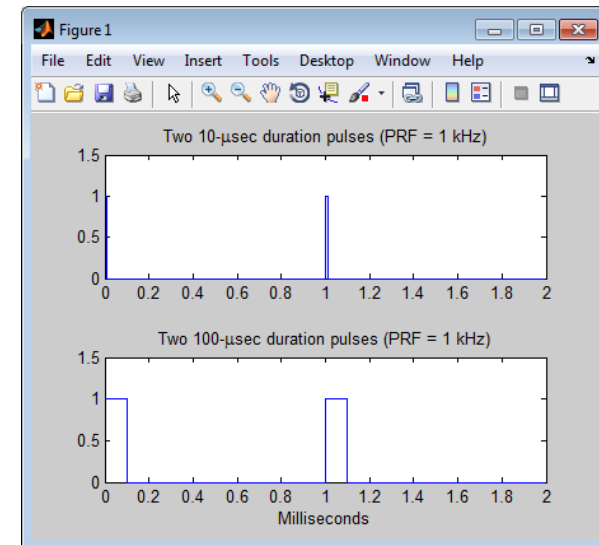 Figure 1
File Edit View Insert Tools Desktop Window Help
Two 10-μsec duration pulses (PRF = 1 kHz)
1.5
1
0.5
0
0 0.2 0.4 0.6 0.8 1 1.2 1.4 1.6 1.8 2
Two 100-μsec duration pulses (PRF = 1 kHz)
1.5
1
0.5
0
0 0.2 0.4 0.6 0.8 1 1.2 1.4 1.6 1.8 2
Milliseconds